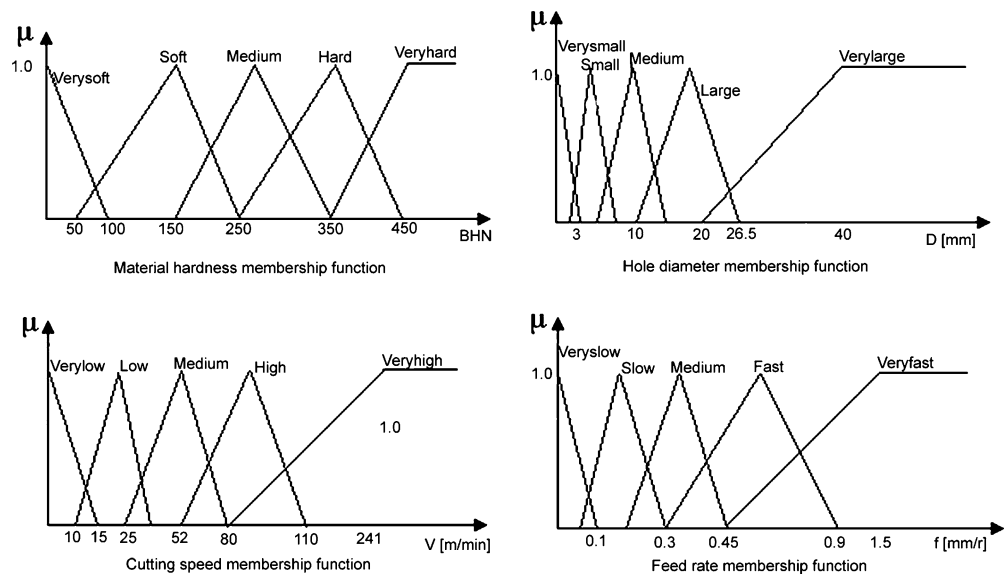 μ
1.0
Verysoft
Soft
Medium
Hard
Veryhard
50 100 150 250 350 450
BHN
Material hardness membership function
μ
1.0
Verysmall
Small
Medium
Large
Verylarge
3 10 20 26.5 40
D [mm]
Hole diameter membership function
μ
Verylow
Low
Medium
High
Veryhigh
1.0
10 15 25 52 80 110 241
V [m/min]
Cutting speed membership function
μ
1.0
Veryslow
Slow
Medium
Fast
Veryfast
0.1 0.3 0.45 0.9 1.5
f [mm/r]
Feed rate membership function